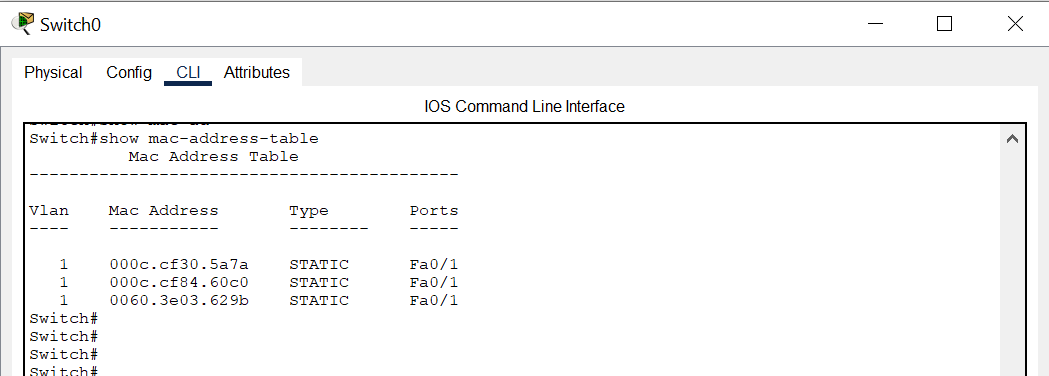 Switch0
Physical Config CLI Attributes
IOS Command Line Interface
Switch#show mac-address-table
Mac Address Table
-------------------------------------------
Vlan Mac Address Type Ports
---- ----------- -------- -----
1 000c.cf30.5a7a STATIC Fa0/1
1 000c.cf84.60c0 STATIC Fa0/1
1 0060.3e03.629b STATIC Fa0/1
Switch#
Switch#
Switch#
Switch#